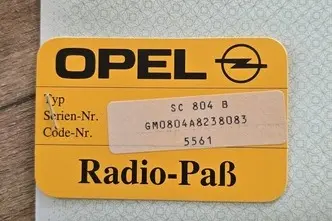 OPEL
Typ SC 804 B
Serien-Nr. GM0804A8238083
Code-Nr. 5561
Radio-Paß